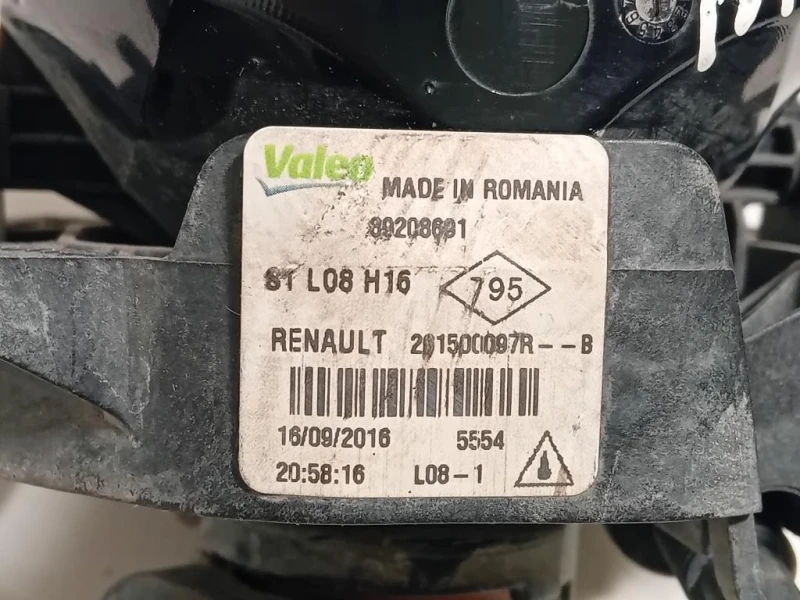 Valeo
MADE IN ROMANIA
89208691
ST L08 H16
795
RENAULT 261500097R--B
16/09/2016 5554
20:58:16 L08-1